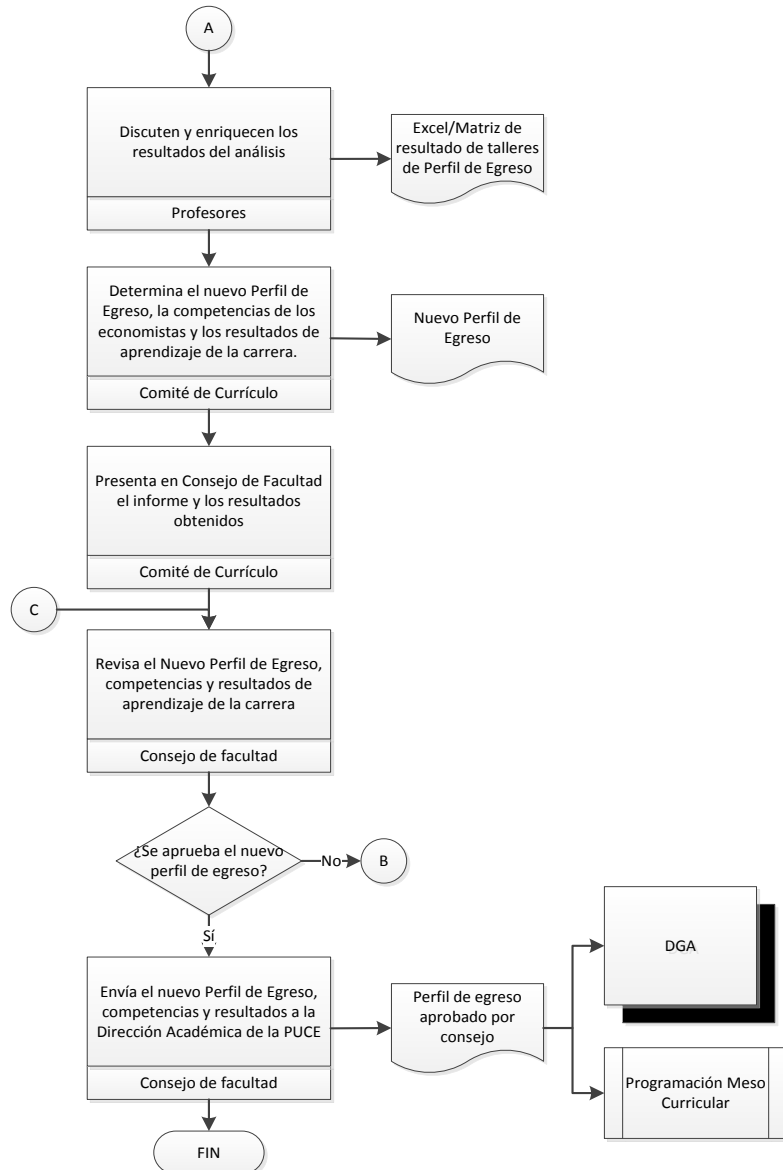 A
Discuten y enriquecen los
resultados del análisis
Profesores
Excel/Matriz de
resultado de talleres
de Perfil de Egreso
Determina el nuevo Perfil de
Egreso, la competencias de los
economistas y los resultados de
aprendizaje de la carrera.
Comité de Currículo
Nuevo Perfil de
Egreso
Presenta en Consejo de Facultad
el informe y los resultados
obtenidos
Comité de Currículo
C
Revisa el Nuevo Perfil de Egreso,
competencias y resultados de
aprendizaje de la carrera
Consejo de facultad
¿Se aprueba el nuevo
perfil de egreso?
No
B
Sí
Envía el nuevo Perfil de Egreso,
competencias y resultados a la
Dirección Académica de la PUCE
Consejo de facultad
Perfil de egreso
aprobado por
consejo
DGA
Programación Meso
Curricular
FIN